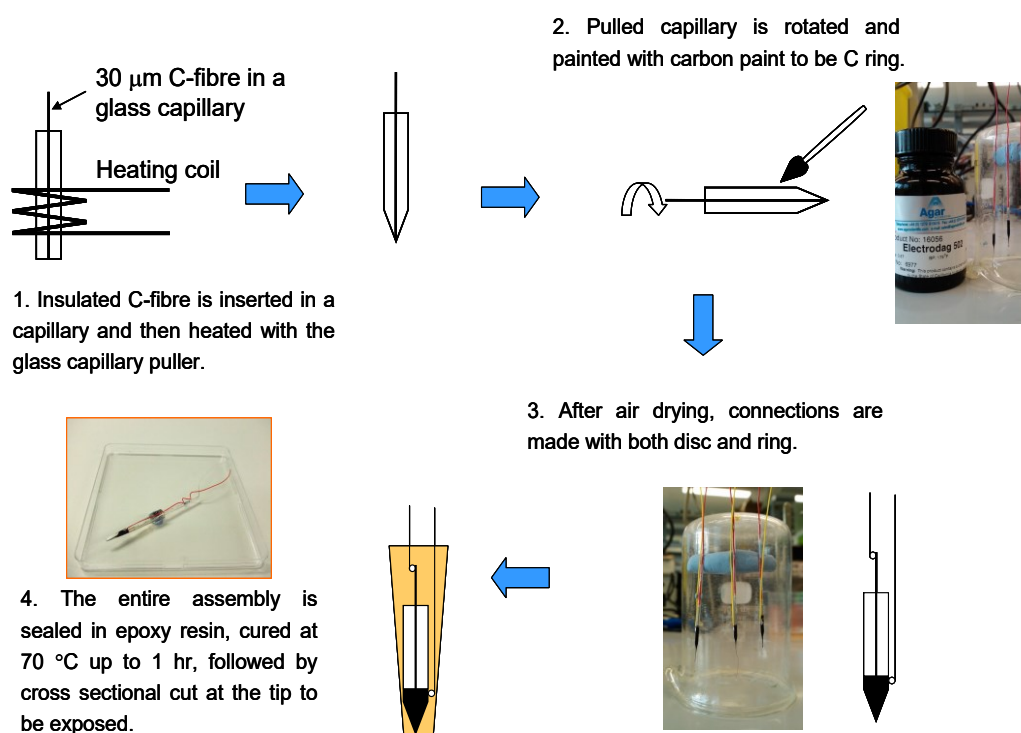 2. Pulled capillary is rotated and
painted with carbon paint to be C ring.
30 μm C-fibre in a
glass capillary
Heating coil
Agar
Product No: 16056
Electrodag 502
1. Insulated C-fibre is inserted in a
capillary and then heated with the
glass capillary puller.
3. After air drying, connections are
made with both disc and ring.
4. The entire assembly is
sealed in epoxy resin, cured at
70 °C up to 1 hr, followed by
cross sectional cut at the tip to
be exposed.